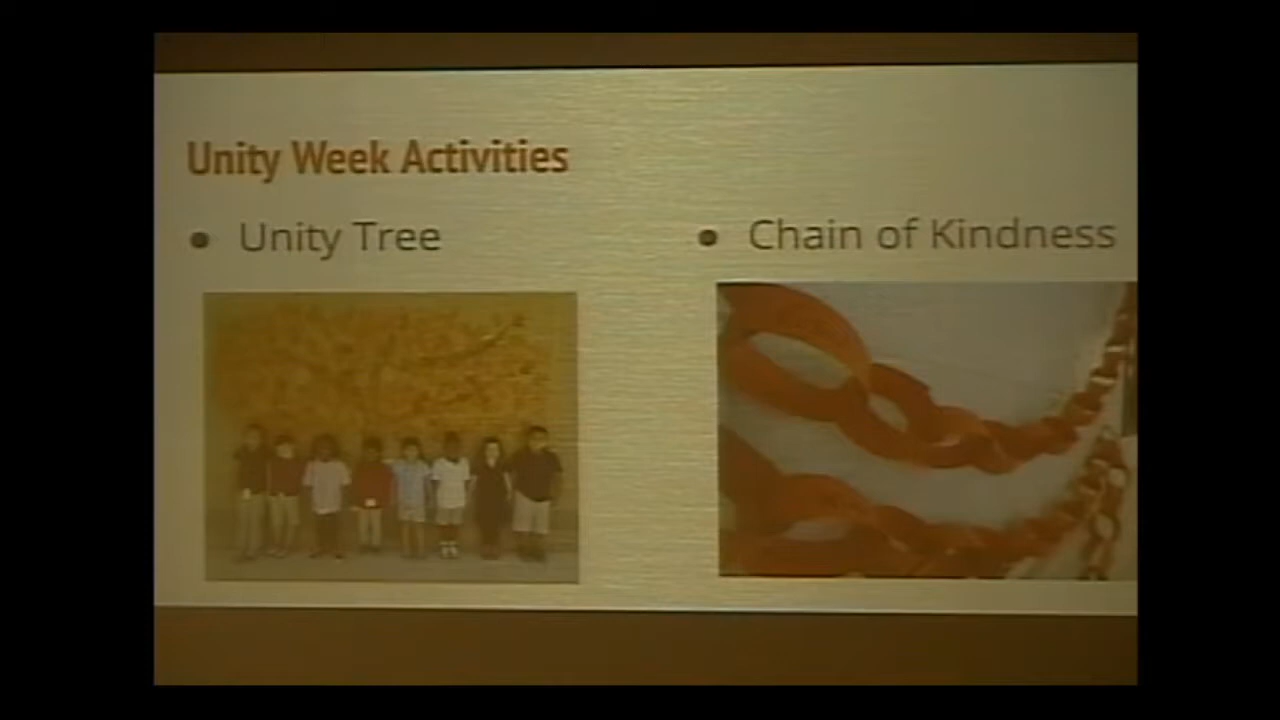 Unity Week Activities
• Unity Tree
• Chain of Kindness